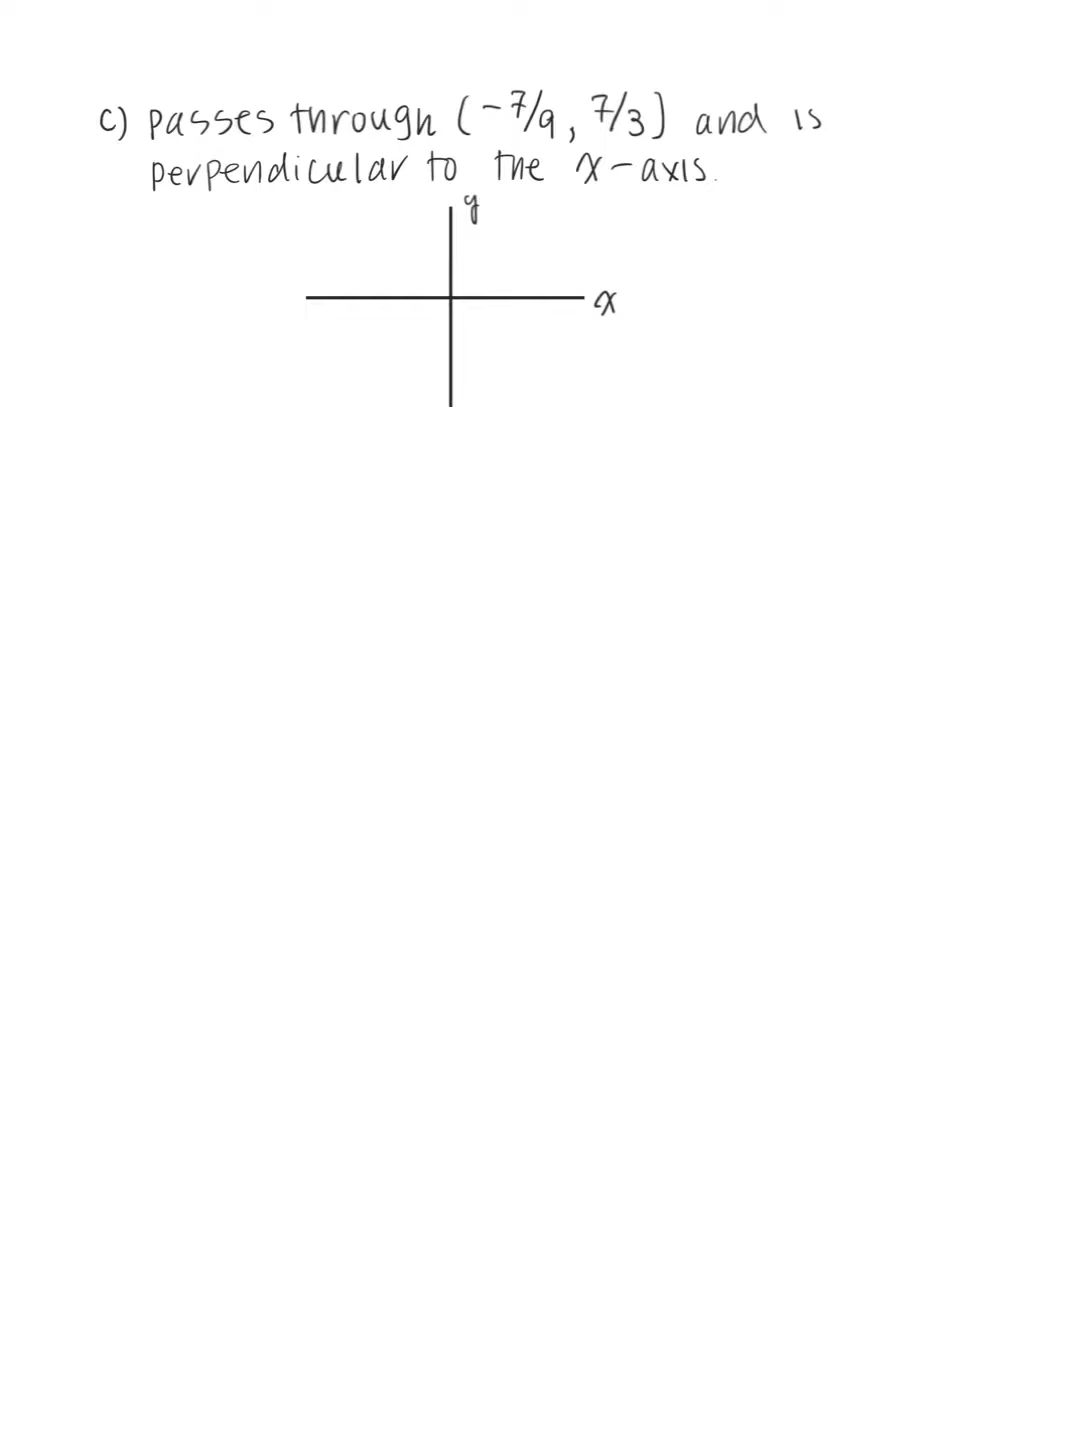 c) passes through (-7/9, 7/3) and is
perpendicular to the x-axis.
y
x